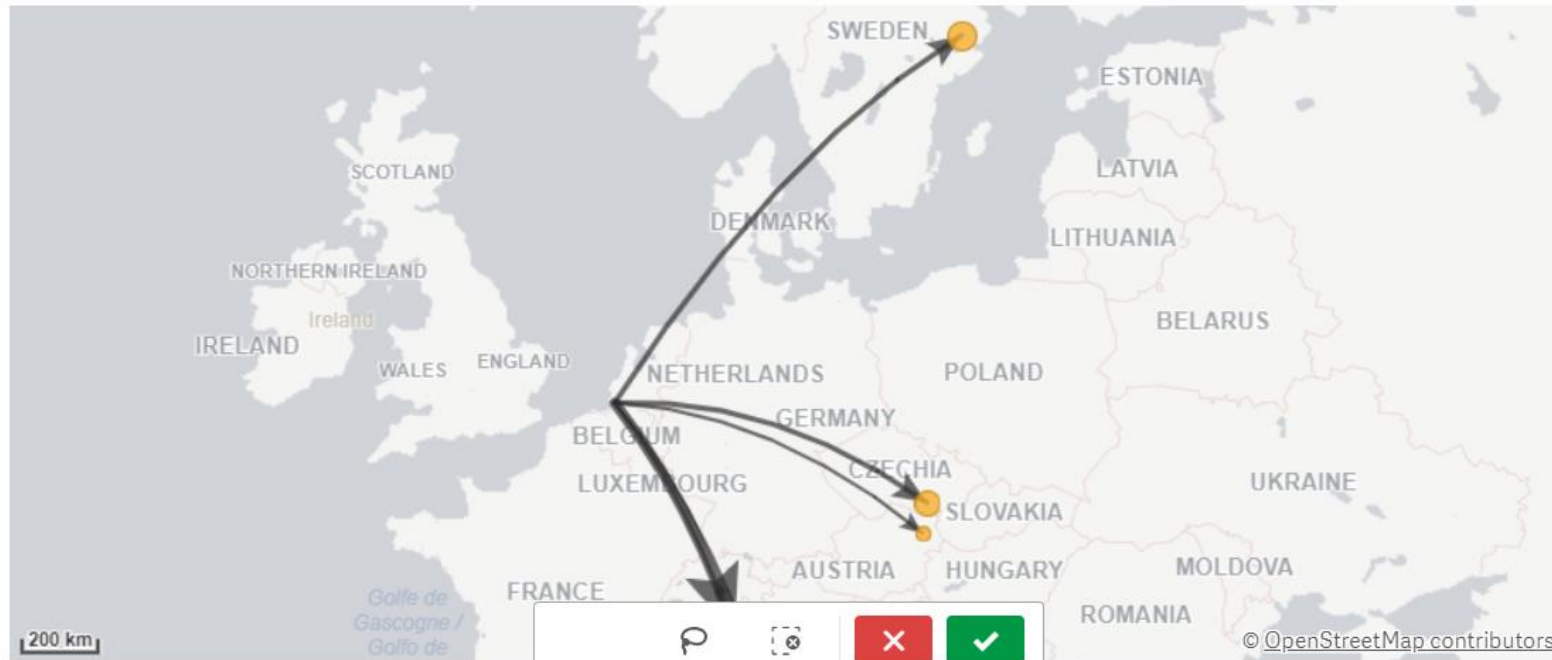 SWEDEN
ESTONIA
SCOTLAND
LATVIA
DENMARK
LITHUANIA
NORTHERN IRELAND
Ireland
BELARUS
IRELAND
ENGLAND
WALES
NETHERLANDS
POLAND
GERMANY
BELGIUM
CZECHIA
LUXEMBOURG
UKRAINE
SLOVAKIA
AUSTRIA
HUNGARY
MOLDOVA
FRANCE
Golfe de
Gascogne /
Golfo de
ROMANIA
200 km
© OpenStreetMap contributors